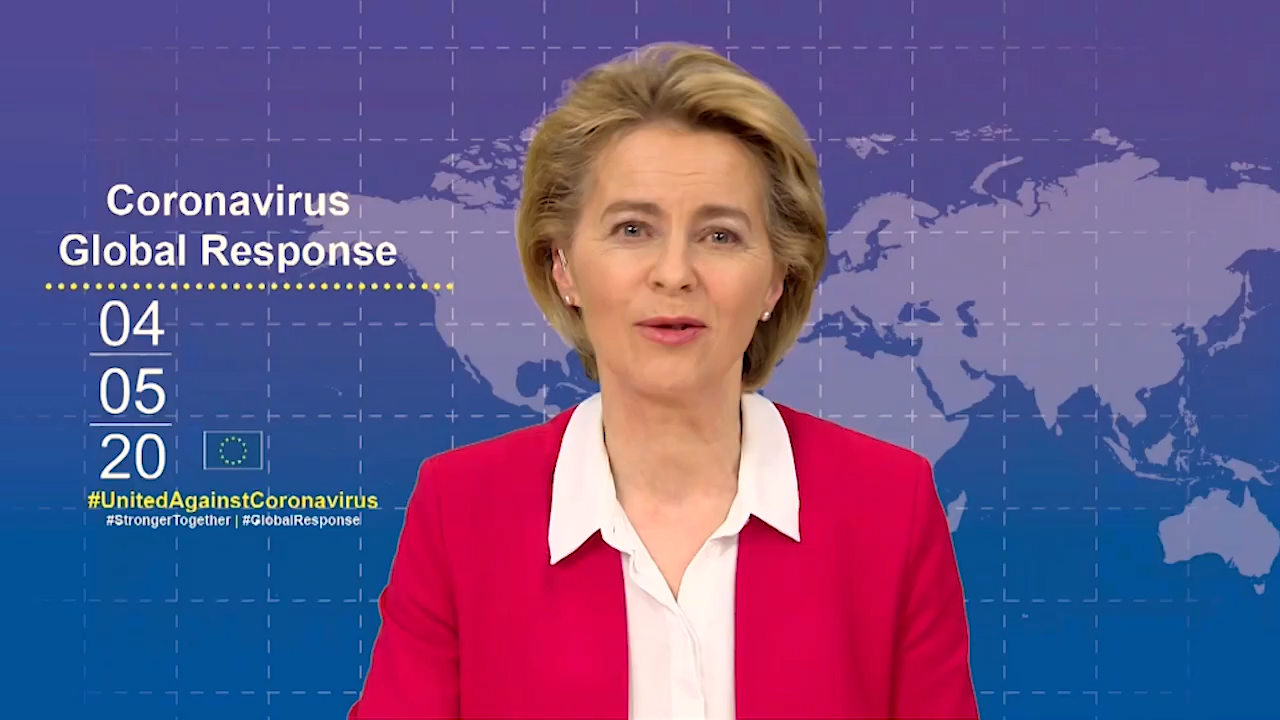 Coronavirus
Global Response
04
05
20
#UnitedAgainstCoronavirus
#StrongerTogether | #GlobalResponse